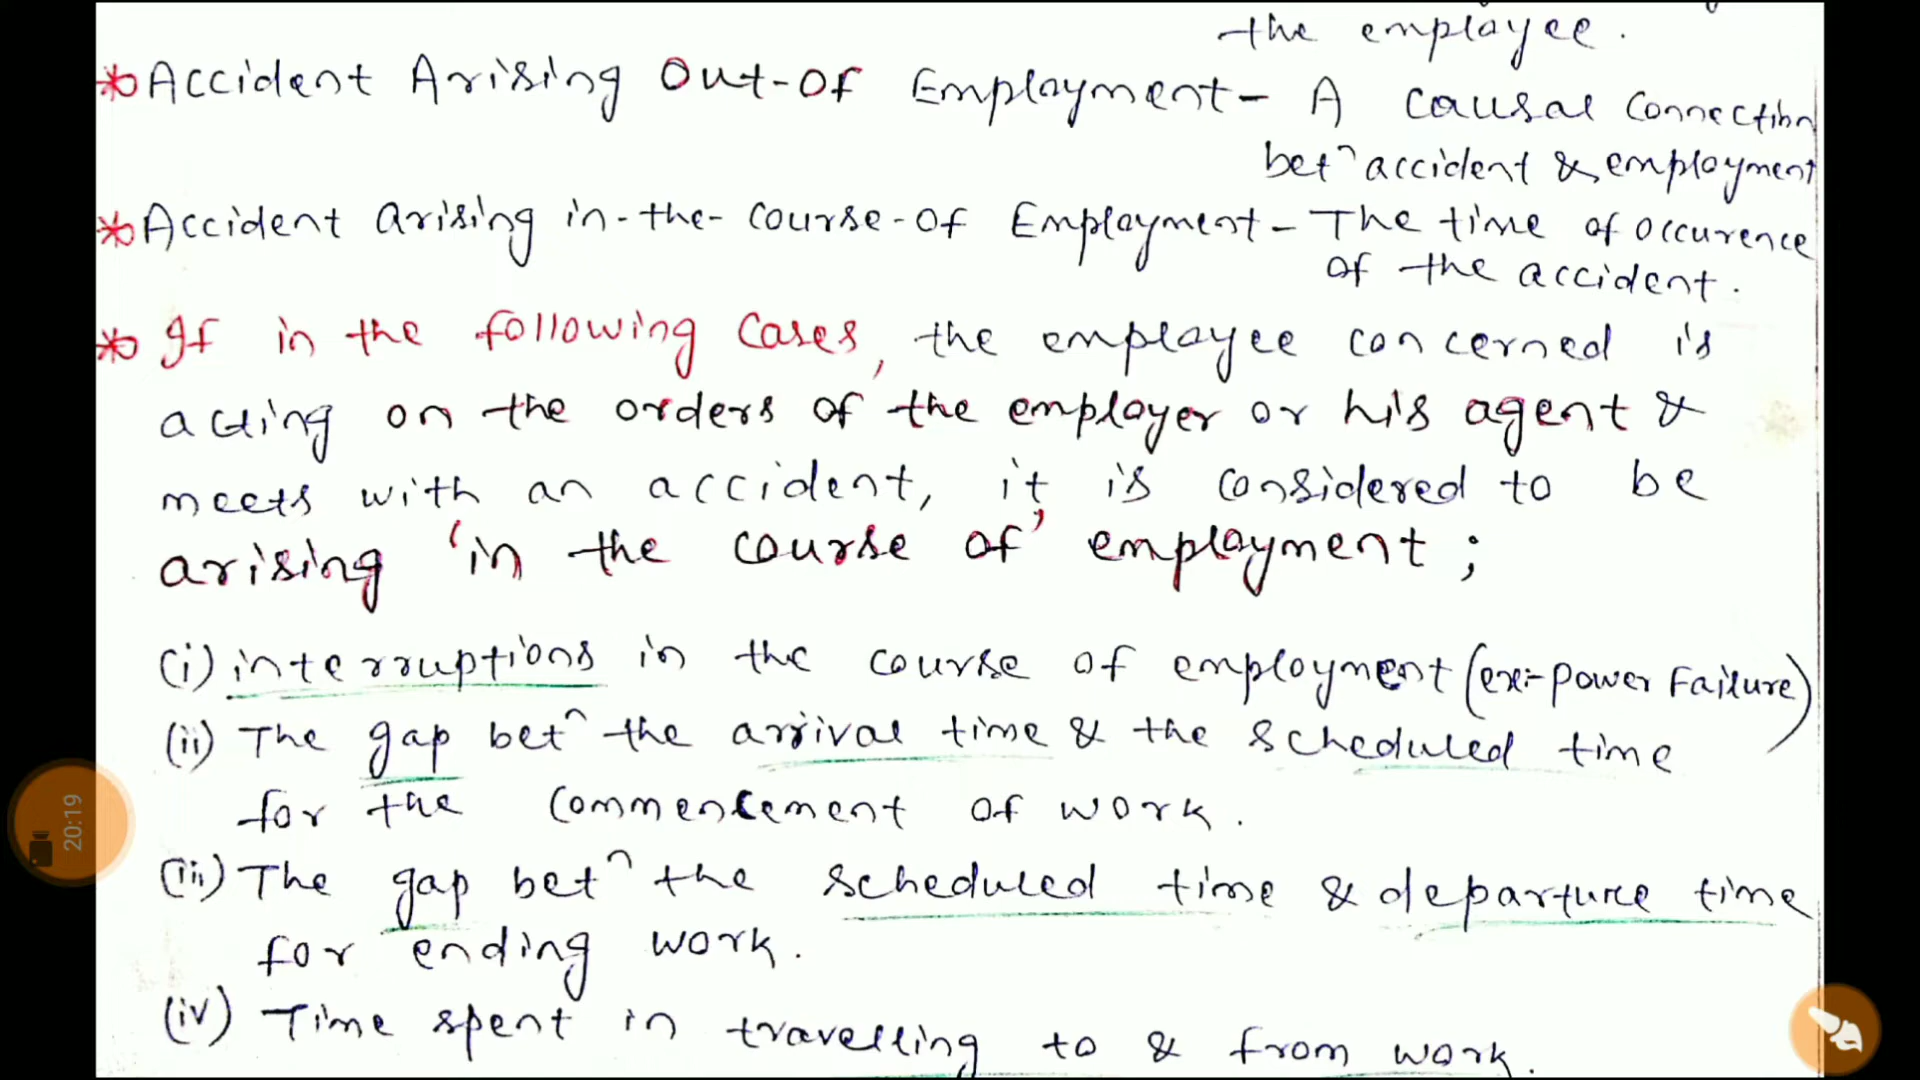 the employee.
* Accident Arising Out-Of Employment - A Causal Connection
betn accident & employment
* Accident arising in-the-course-of Employment - The time of occurence
of the accident.
* If in the following cases, the employee concerned is
acting on the orders of the employer or his agent &
meets with an accident, it is considered to be
arising 'in the course of' employment;
(i) interruptions in the course of employment (ex:- power Failure)
(ii) The gap betn the arrival time & the scheduled time
for the commencement of work.
(iii) The gap betn the scheduled time & departure time
for ending work.
(iv) Time spent in travelling to & from work.
20:19